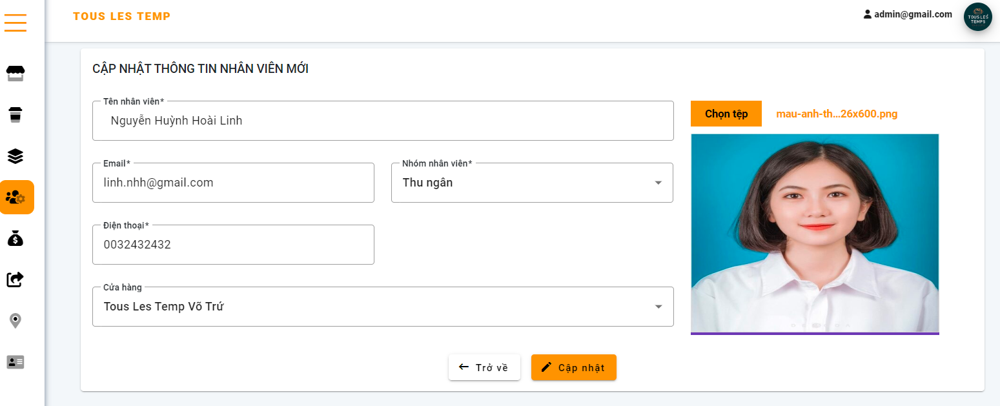 TOUS LES TEMP
admin@gmail.com
TOUS LES
TEMPS
CẬP NHẬT THÔNG TIN NHÂN VIÊN MỚI
Tên nhân viên*
Nguyễn Huỳnh Hoài Linh
Chọn tệp
mau-anh-th...26x600.png
Email*
linh.nhh@gmail.com
Nhóm nhân viên*
Thu ngân
Điện thoại*
0032432432
Cửa hàng
Tous Les Temp Võ Trứ
Trở về
Cập nhật